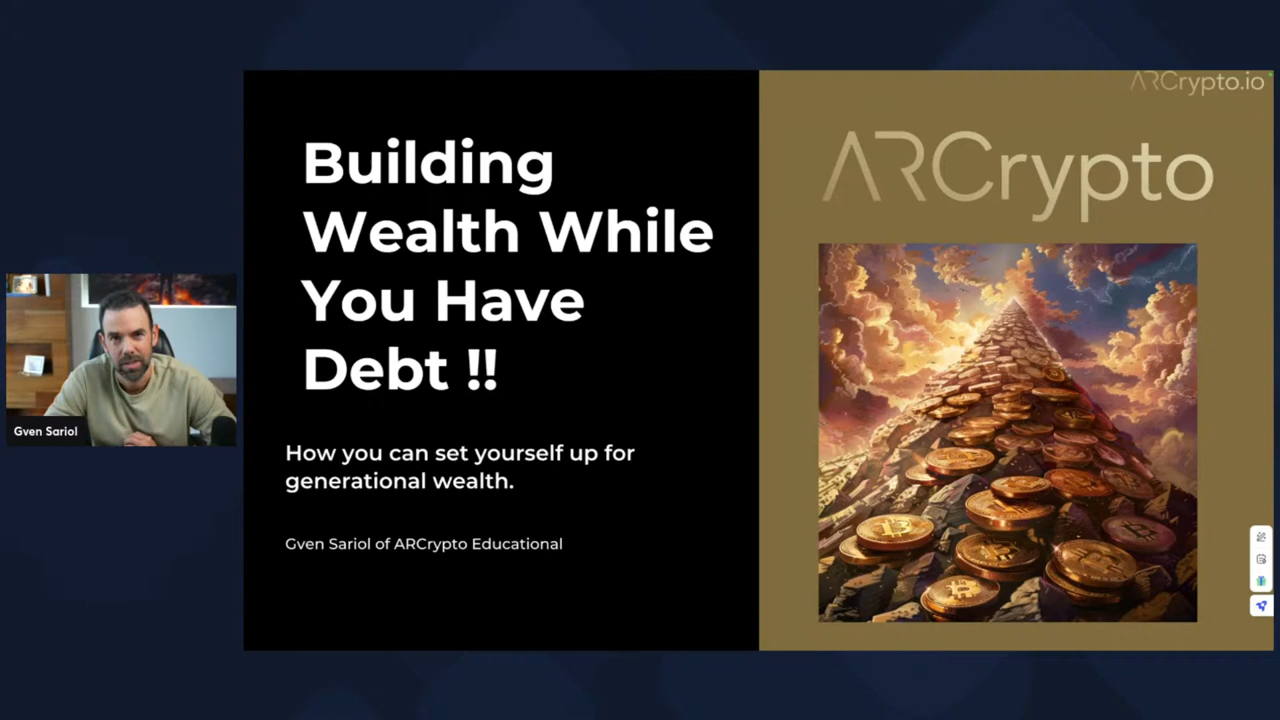 ARCrypto.io
Building
Wealth While
You Have
Debt !!
ARCrypto
How you can set yourself up for
generational wealth.
Gven Sariol of ARCrypto Educational
Gven Sariol